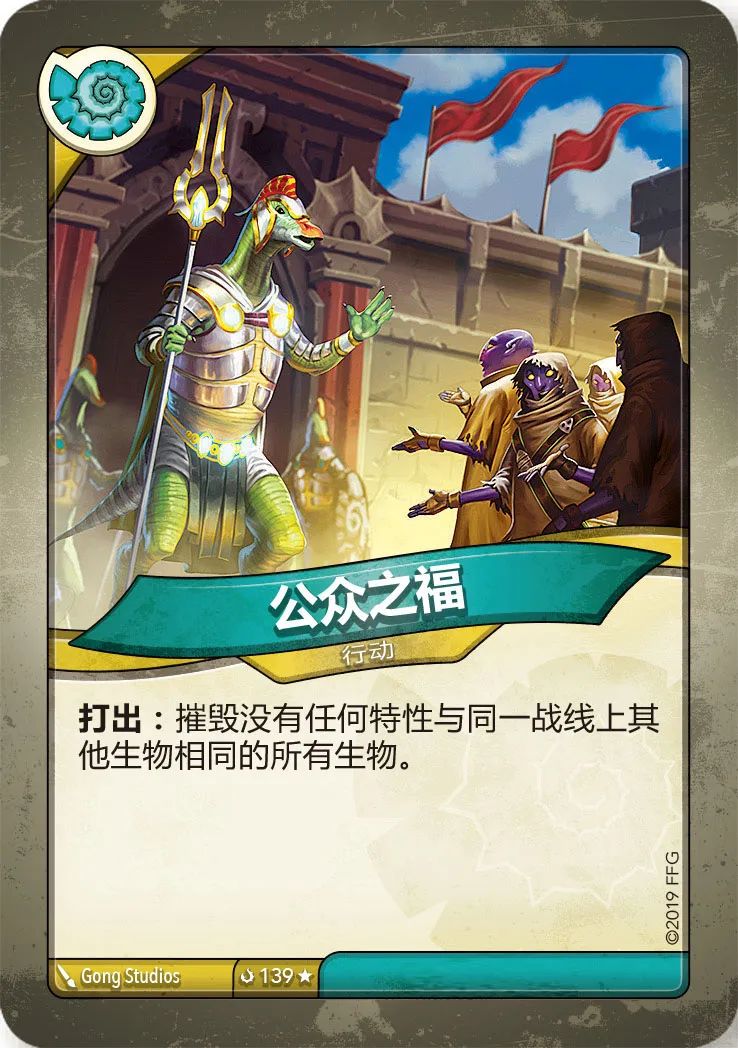 公众之福
行动
打出：摧毁没有任何特性与同一战线上其
他生物相同的所有生物。
©2019 FFG
Gong Studios
139